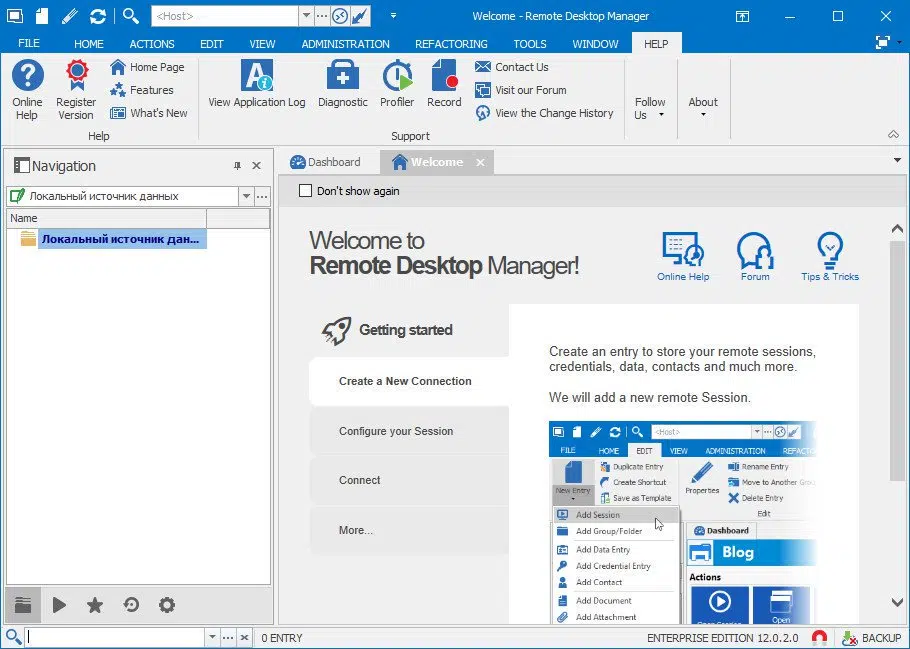 <Host>
Welcome - Remote Desktop Manager
FILE HOME ACTIONS EDIT VIEW ADMINISTRATION REFACTORING TOOLS WINDOW HELP
Online Help
Register Version
Home Page
Features
What's New
Help
View Application Log
Diagnostic
Profiler
Record
Contact Us
Visit our Forum
View the Change History
Support
Follow Us
About
Navigation
Локальный источник данных
Name
Локальный источник дан...
Dashboard
Welcome
Don't show again
Welcome to
Remote Desktop Manager!
Online Help
Forum
Tips & Tricks
Getting started
Create a New Connection
Configure your Session
Connect
More...
Create an entry to store your remote sessions,
credentials, data, contacts and much more.
We will add a new remote Session.
<Host>
FILE HOME EDIT VIEW ADMINISTRATION REFACTO
New Entry
Duplicate Entry
Create Shortcut
Save as Template
Properties
Rename Entry
Move to Another Grou
Delete Entry
Edit
Add Session
Add Group/Folder
Add Data Entry
Add Credential Entry
Add Contact
Add Document
Add Attachment
Dashboard
Blog
Actions
Open Session
Open
0 ENTRY
ENTERPRISE EDITION 12.0.2.0
BACKUP